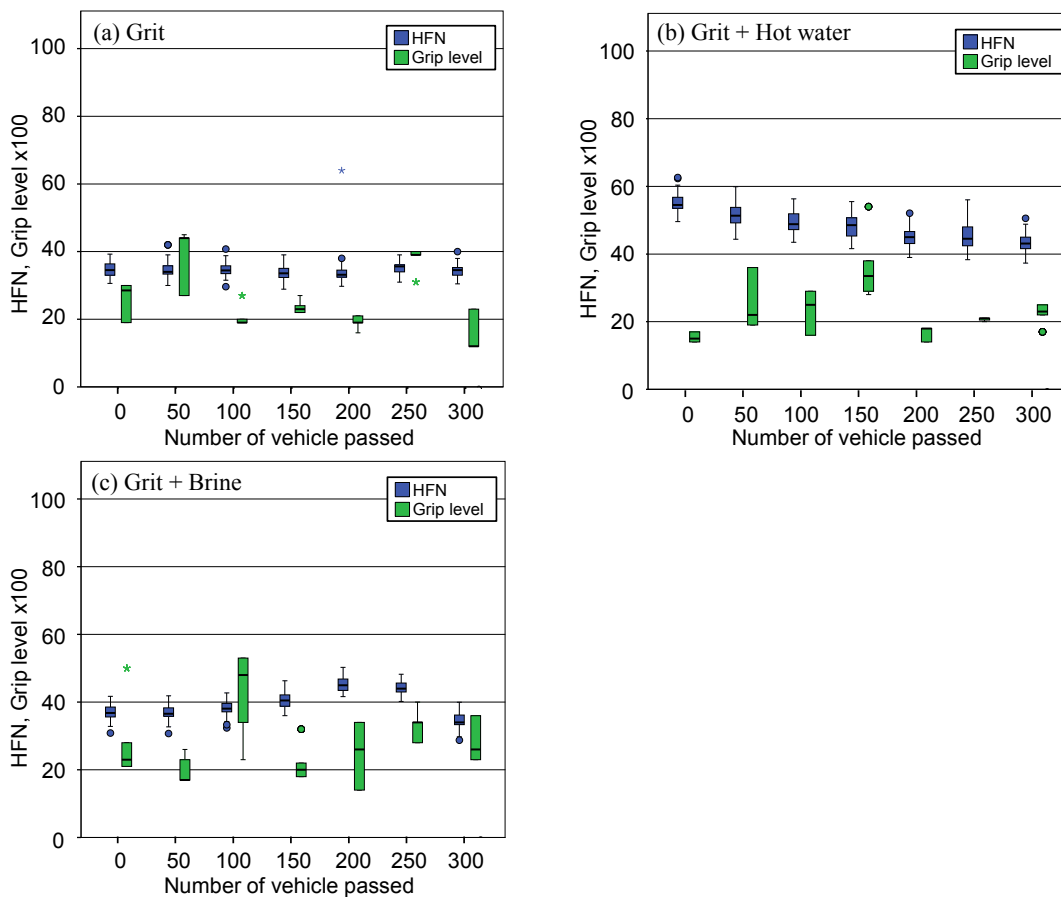 (a) Grit
HFN
Grip level
HFN, Grip level x100
100
80
60
40
20
0
0 50 100 150 200 250 300
Number of vehicle passed
(b) Grit + Hot water
HFN
Grip level
HFN, Grip level x100
100
80
60
40
20
0
0 50 100 150 200 250 300
Number of vehicle passed
(c) Grit + Brine
HFN
Grip level
HFN, Grip level x100
100
80
60
40
20
0
0 50 100 150 200 250 300
Number of vehicle passed